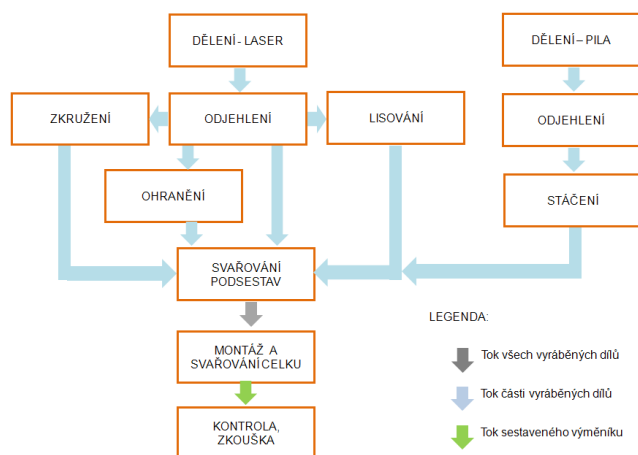 DĚLENÍ - LASER
DĚLENÍ – PILA
ZKRUŽENÍ
ODJEHLENÍ
LISOVÁNÍ
ODJEHLENÍ
OHRANĚNÍ
STÁČENÍ
SVAŘOVÁNÍ
PODSESTAV
LEGENDA:
MONTÁŽ A
SVAŘOVÁNÍ CELKU
Tok všech vyráběných dílů
Tok části vyráběných dílů
KONTROLA,
ZKOUŠKA
Tok sestaveného výměníku